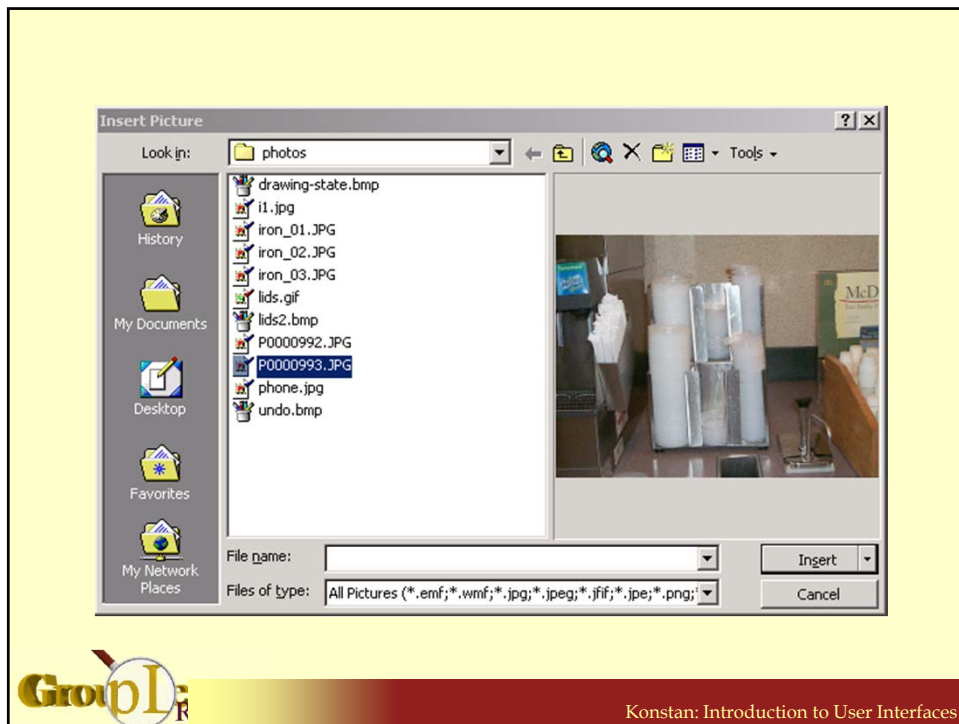 Insert Picture
Look in:
photos
Tools
History
My Documents
Desktop
Favorites
My Network
Places
drawing-state.bmp
i1.jpg
iron_01.JPG
iron_02.JPG
iron_03.JPG
lids.gif
lids2.bmp
P0000992.JPG
P0000993.JPG
phone.jpg
undo.bmp
McD
File name:
Insert
Files of type:
All Pictures (*.emf;*.wmf;*.jpg;*.jpeg;*.jfif;*.jpe;*.png;
Cancel
Konstan: Introduction to User Interfaces